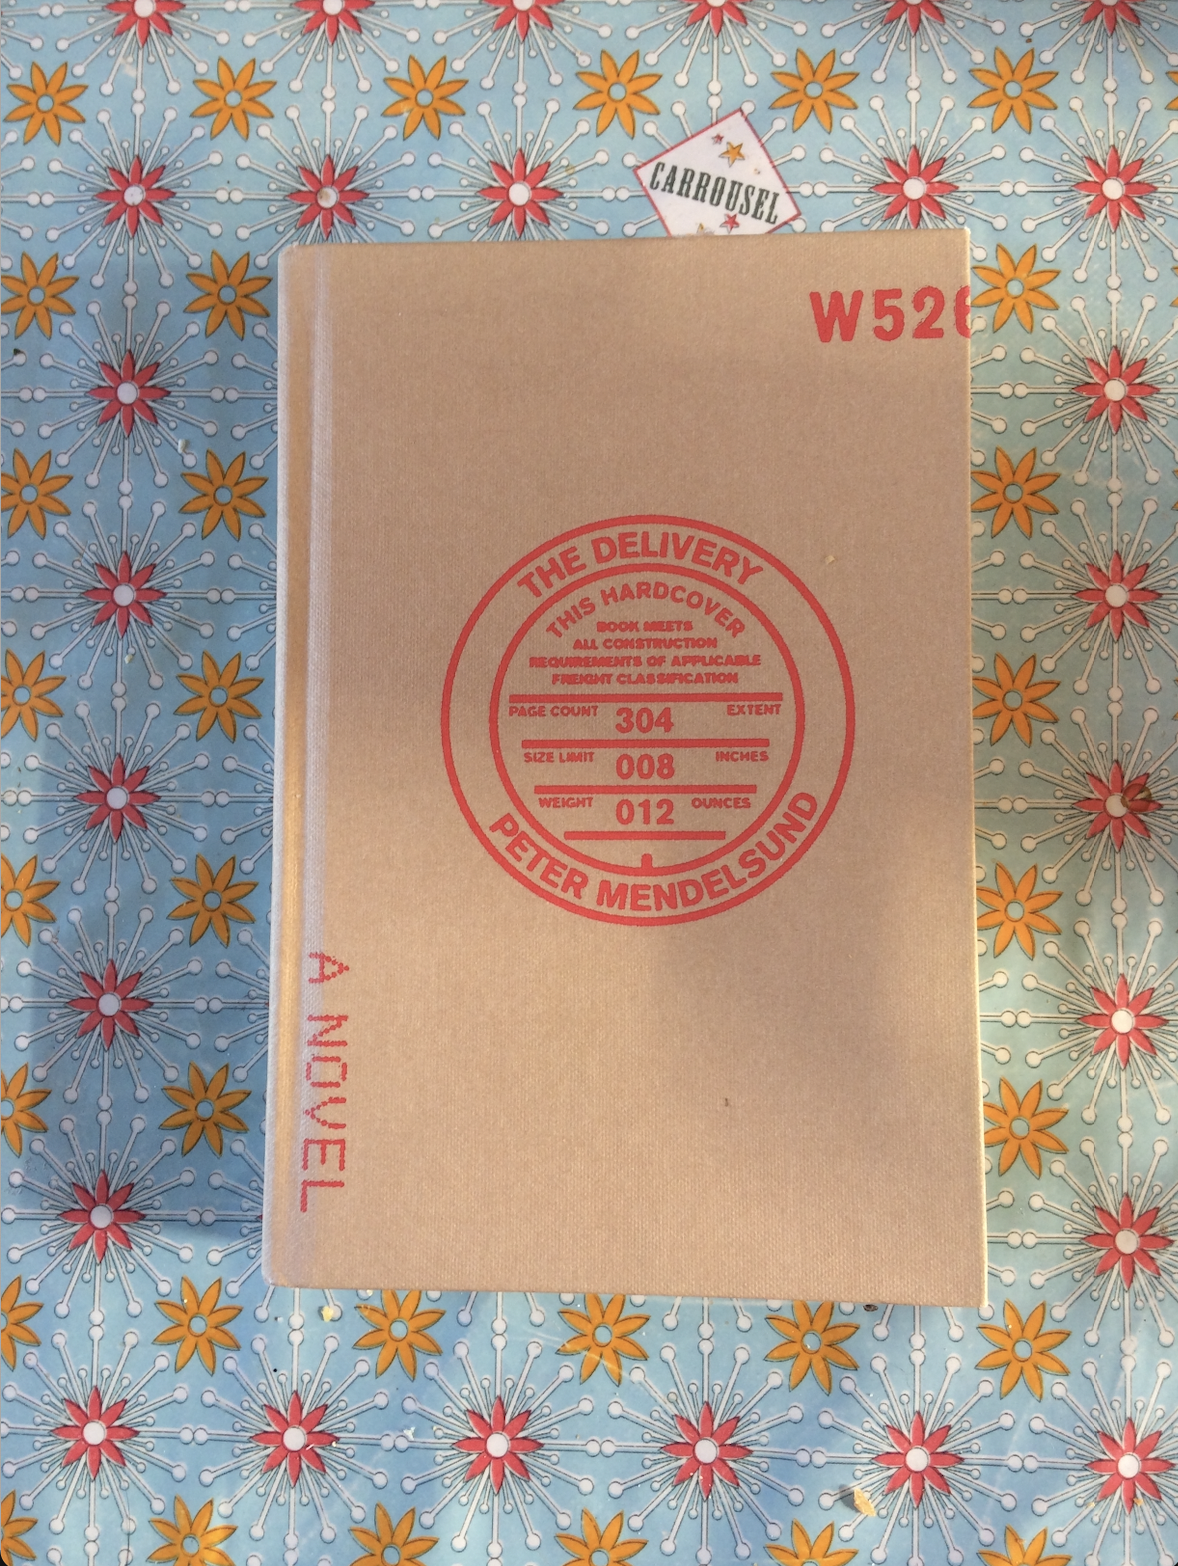 CARROUSEL
W526
THE DELIVERY
THIS HARDCOVER
BOOK MEETS
ALL CONSTRUCTION
REQUIREMENTS OF APPLICABLE
FREIGHT CLASSIFICATION
PAGE COUNT 304 EXTENT
SIZE LIMIT 008 INCHES
WEIGHT 012 OUNCES
PETER MENDELSUND
A NOVEL